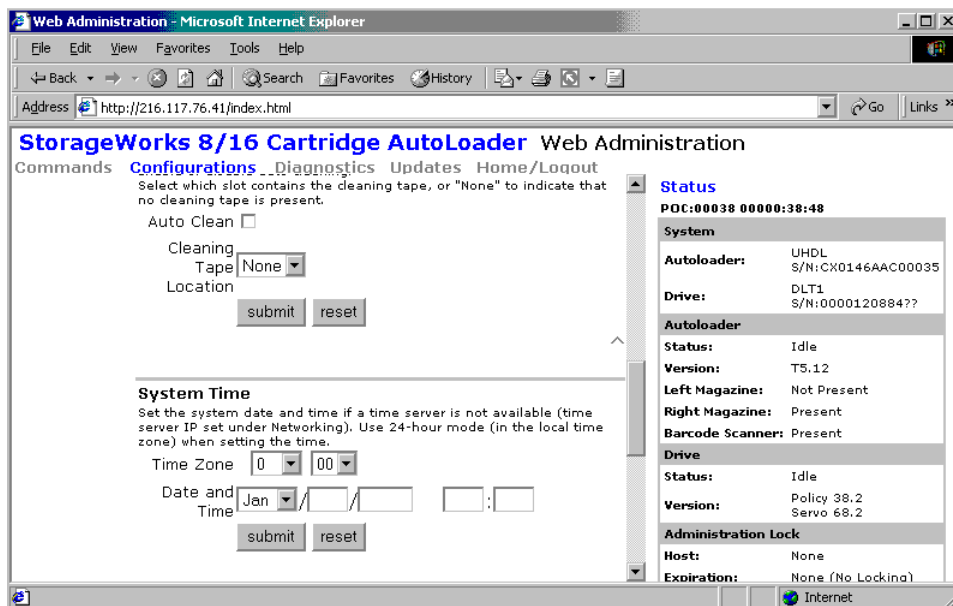 Web Administration - Microsoft Internet Explorer
File Edit View Favorites Tools Help
Back Search Favorites History
Address http://216.117.76.41/index.html Go Links »
StorageWorks 8/16 Cartridge AutoLoader Web Administration
Commands Configurations Diagnostics Updates Home/Logout
Select which slot contains the cleaning tape, or "None" to indicate that
no cleaning tape is present.
Auto Clean
Cleaning
Tape None
Location
submit reset
System Time
Set the system date and time if a time server is not available (time
server IP set under Networking). Use 24-hour mode (in the local time
zone) when setting the time.
Time Zone 0 00
Date and
Time Jan / / :
submit reset
Status
POC:00038 00000:38:48
System
Autoloader: UHDL
S/N:CX0146AAC00035
Drive: DLT1
S/N:0000120884??
Autoloader
Status: Idle
Version: T5.12
Left Magazine: Not Present
Right Magazine: Present
Barcode Scanner: Present
Drive
Status: Idle
Version: Policy 38.2
Servo 68.2
Administration Lock
Host: None
Expiration: None (No Locking)
Internet